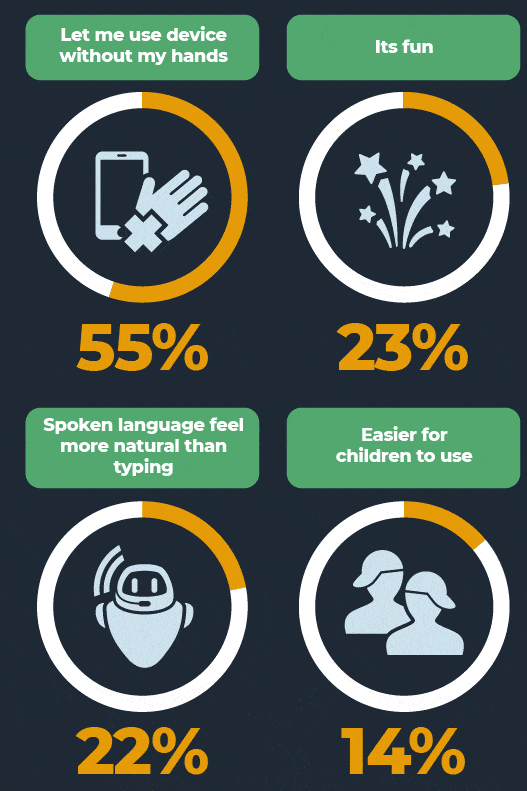 Let me use device
without my hands
Its fun
55%
23%
Spoken language feel
more natural than
typing
Easier for
children to use
22%
14%